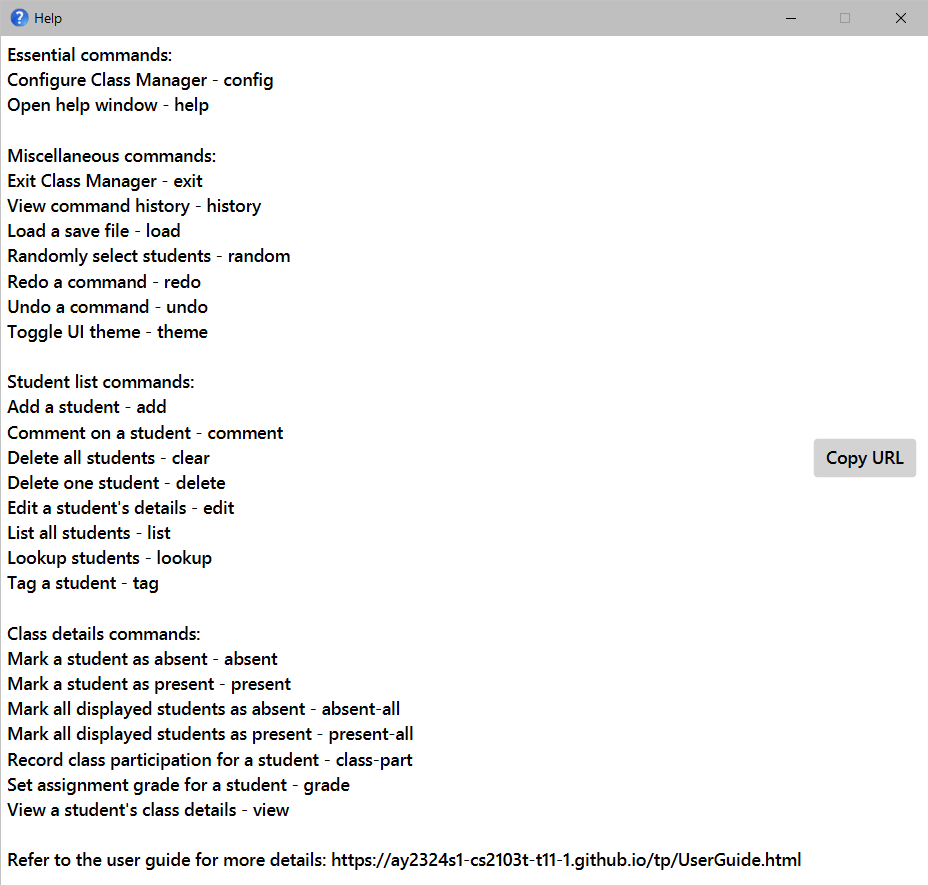 Help
Essential commands:
Configure Class Manager - config
Open help window - help
Miscellaneous commands:
Exit Class Manager - exit
View command history - history
Load a save file - load
Randomly select students - random
Redo a command - redo
Undo a command - undo
Toggle UI theme - theme
Student list commands:
Add a student - add
Comment on a student - comment
Delete all students - clear
Delete one student - delete
Edit a student's details - edit
List all students - list
Lookup students - lookup
Tag a student - tag
Copy URL
Class details commands:
Mark a student as absent - absent
Mark a student as present - present
Mark all displayed students as absent - absent-all
Mark all displayed students as present - present-all
Record class participation for a student - class-part
Set assignment grade for a student - grade
View a student's class details - view
Refer to the user guide for more details: https://ay2324s1-cs2103t-t11-1.github.io/tp/UserGuide.html